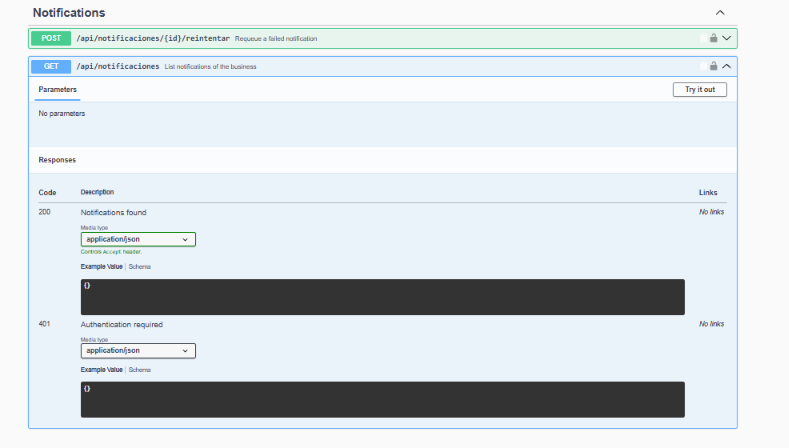 Notifications
POST /api/notificaciones/{id}/reintentar Requeue a failed notification
GET /api/notificaciones List notifications of the business
Parameters Try it out
No parameters
Responses
Code Description Links
200 Notifications found No links
Media type
application/json
Controls Accept header.
Example Value | Schema
{}
401 Authentication required No links
Media type
application/json
Example Value | Schema
{}